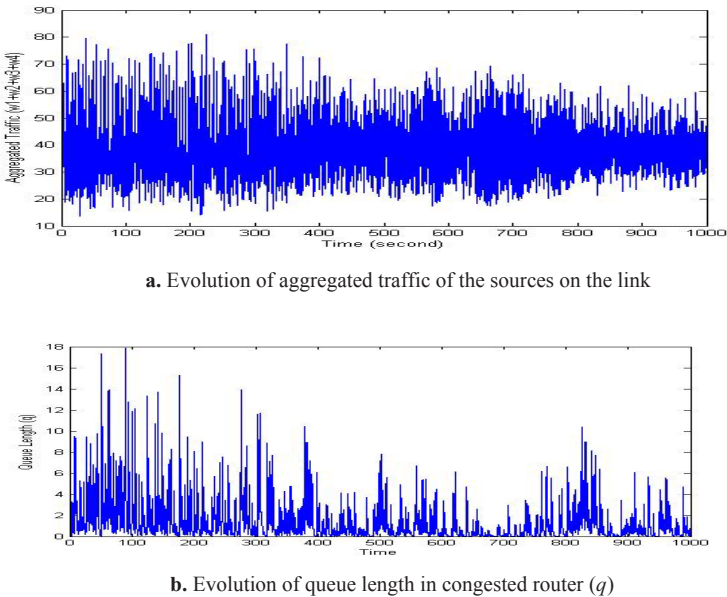 90
80
70
60
50
40
30
20
10
Aggregated Traffic (w1+w2+w3+w4)
0 100 200 300 400 500 600 700 800 900 1000
Time (second)
a. Evolution of aggregated traffic of the sources on the link
18
16
14
12
10
8
6
4
2
0
Queue Length (q)
0 100 200 300 400 500 600 700 800 900 1000
Time
b. Evolution of queue length in congested router (q)